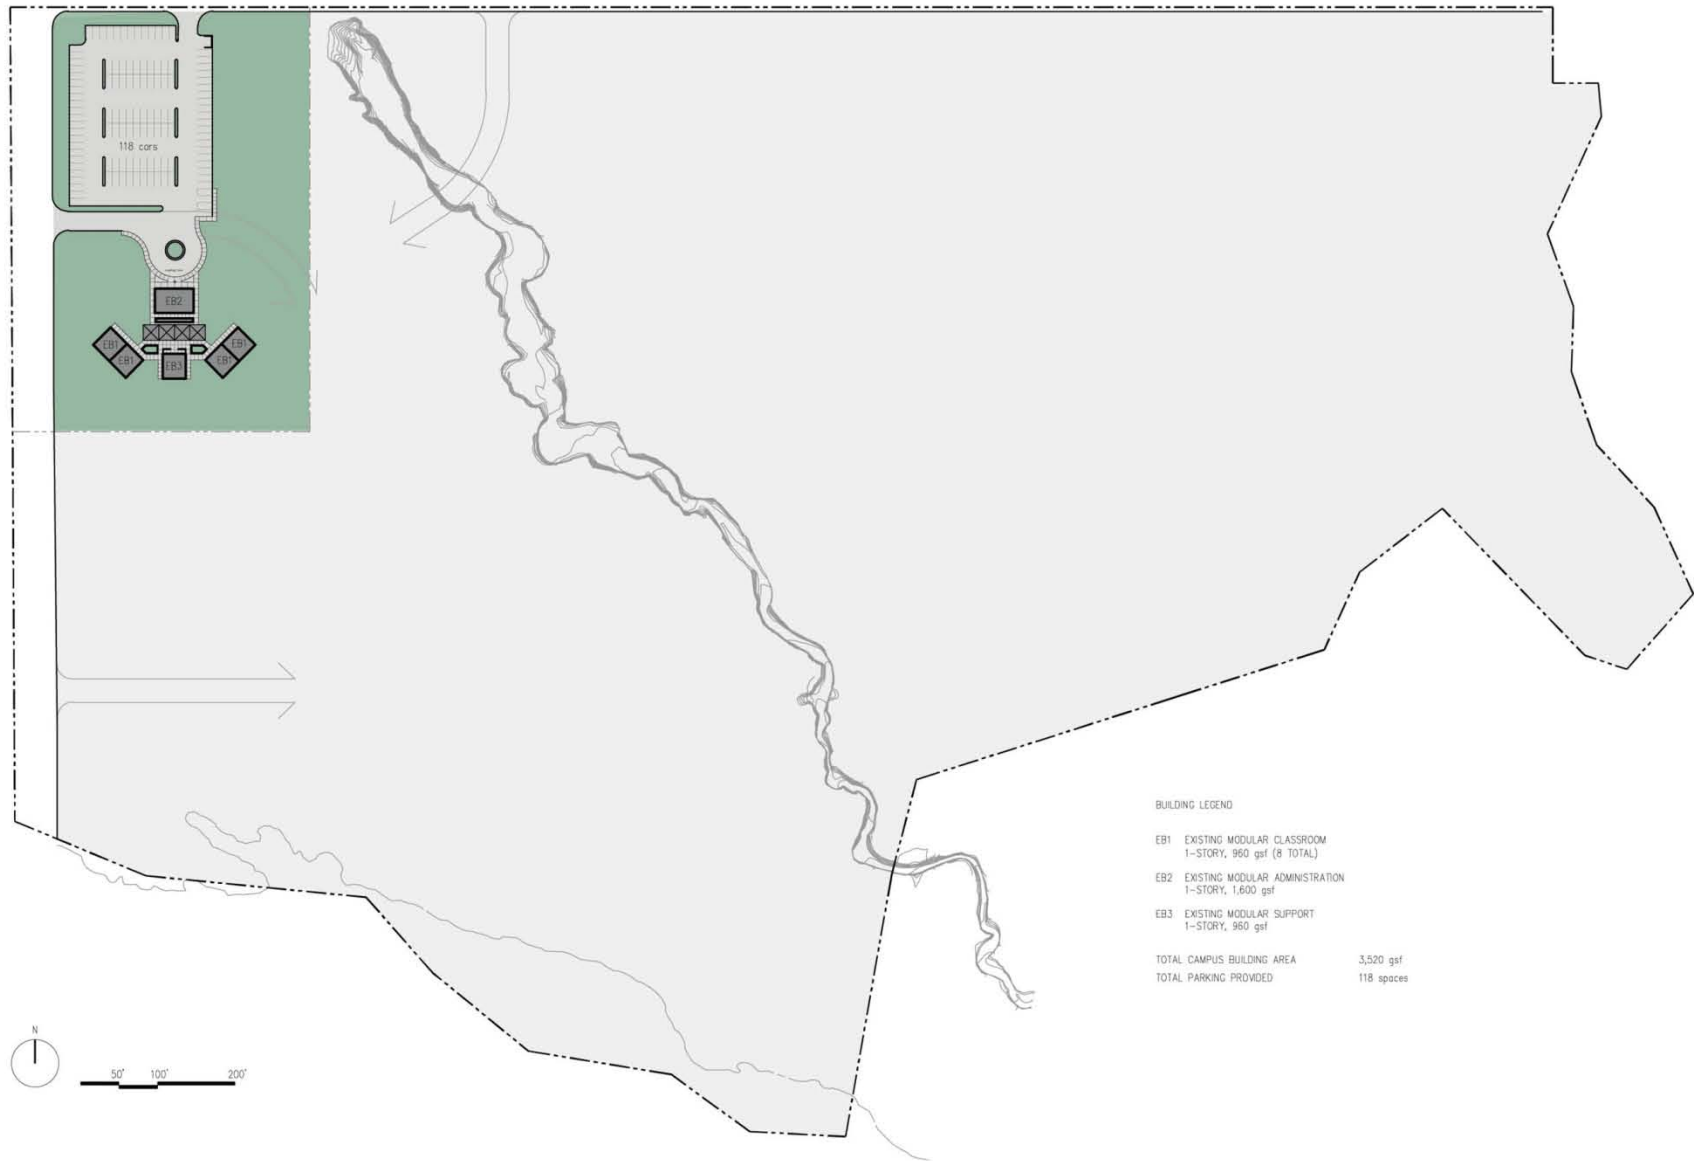 118 cars
EB2
EB1
EB1
EB3
EB1
EB1
BUILDING LEGEND
EB1 EXISTING MODULAR CLASSROOM
1-STORY, 960 gsf (8 TOTAL)
EB2 EXISTING MODULAR ADMINISTRATION
1-STORY, 1,600 gsf
EB3 EXISTING MODULAR SUPPORT
1-STORY, 960 gsf
TOTAL CAMPUS BUILDING AREA 3,520 gsf
TOTAL PARKING PROVIDED 118 spaces
N
50' 100' 200'